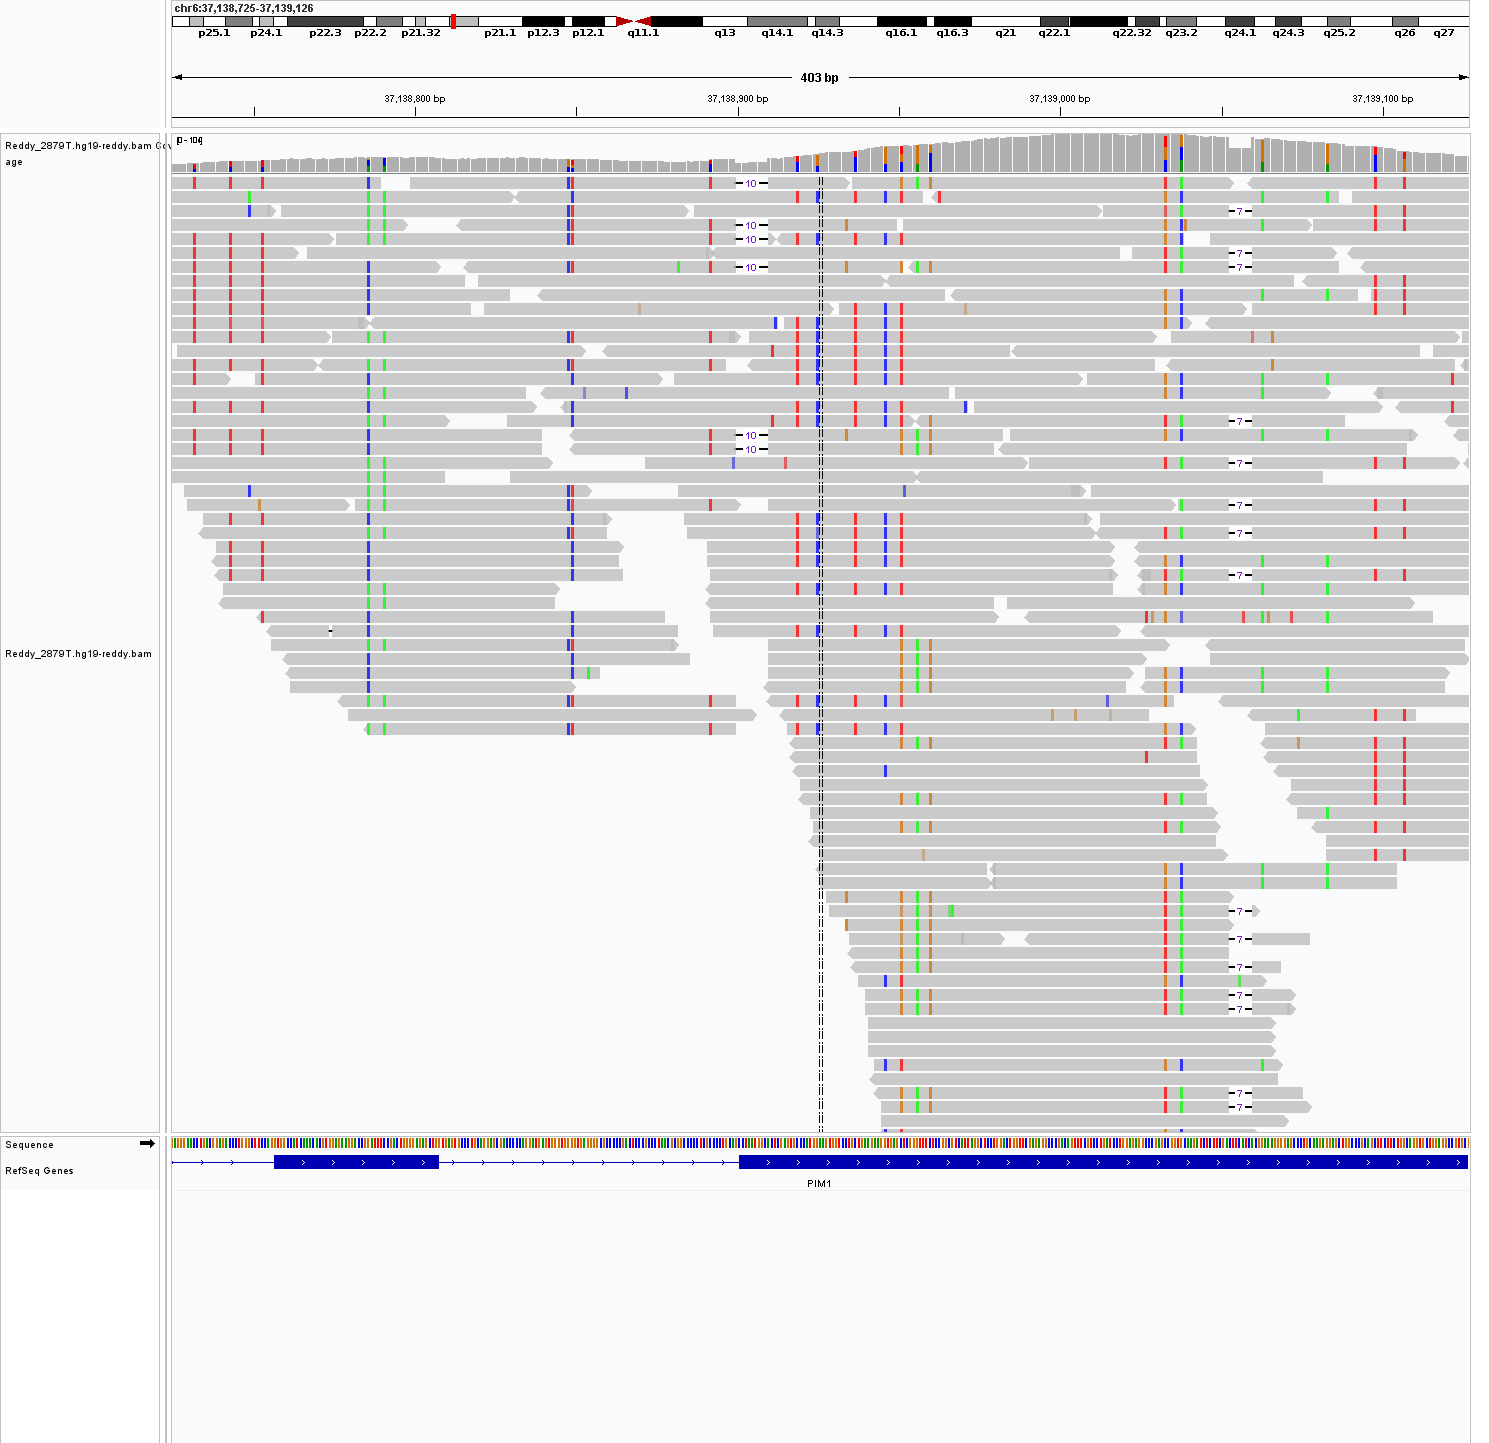 chr6:37,138,725-37,139,126
p25.1 p24.1 p22.3 p22.2 p21.32 p21.1 p12.3 p12.1 q11.1 q13 q14.1 q14.3 q16.1 q16.3 q21 q22.1 q22.32 q23.2 q24.1 q24.3 q25.2 q26 q27
403 bp
37,138,800 bp 37,138,900 bp 37,139,000 bp 37,139,100 bp
Reddy_2879T.hg19-reddy.bam Cov
age
[0 - 104]
10
7
10
10
7
10 7
7
10
10
7
7
7
7
Reddy_2879T.hg19-reddy.bam
7
7
7
7
7
7
7
Sequence
RefSeq Genes
PIM1